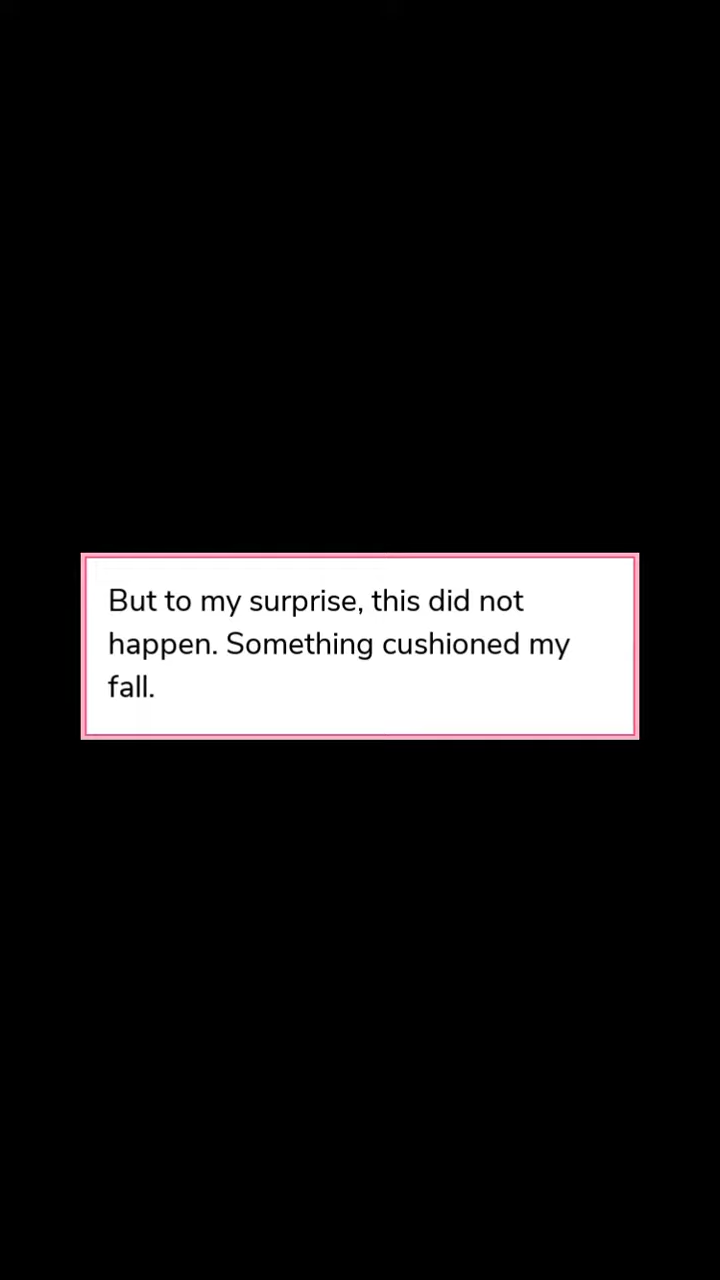 But to my surprise, this did not
happen. Something cushioned my
fall.